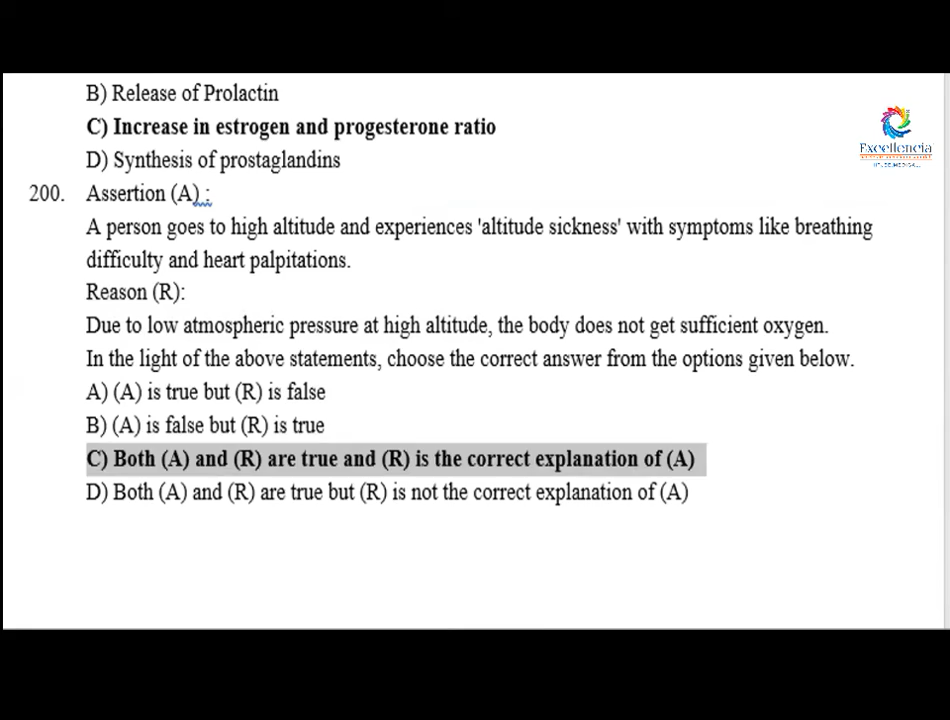 B) Release of Prolactin
C) Increase in estrogen and progesterone ratio
Excellencia
D) Synthesis of prostaglandins
200. Assertion (A) :
A person goes to high altitude and experiences 'altitude sickness' with symptoms like breathing
difficulty and heart palpitations.
Reason (R):
Due to low atmospheric pressure at high altitude, the body does not get sufficient oxygen.
In the light of the above statements, choose the correct answer from the options given below.
A) (A) is true but (R) is false
B) (A) is false but (R) is true
C) Both (A) and (R) are true and (R) is the correct explanation of (A)
D) Both (A) and (R) are true but (R) is not the correct explanation of (A)